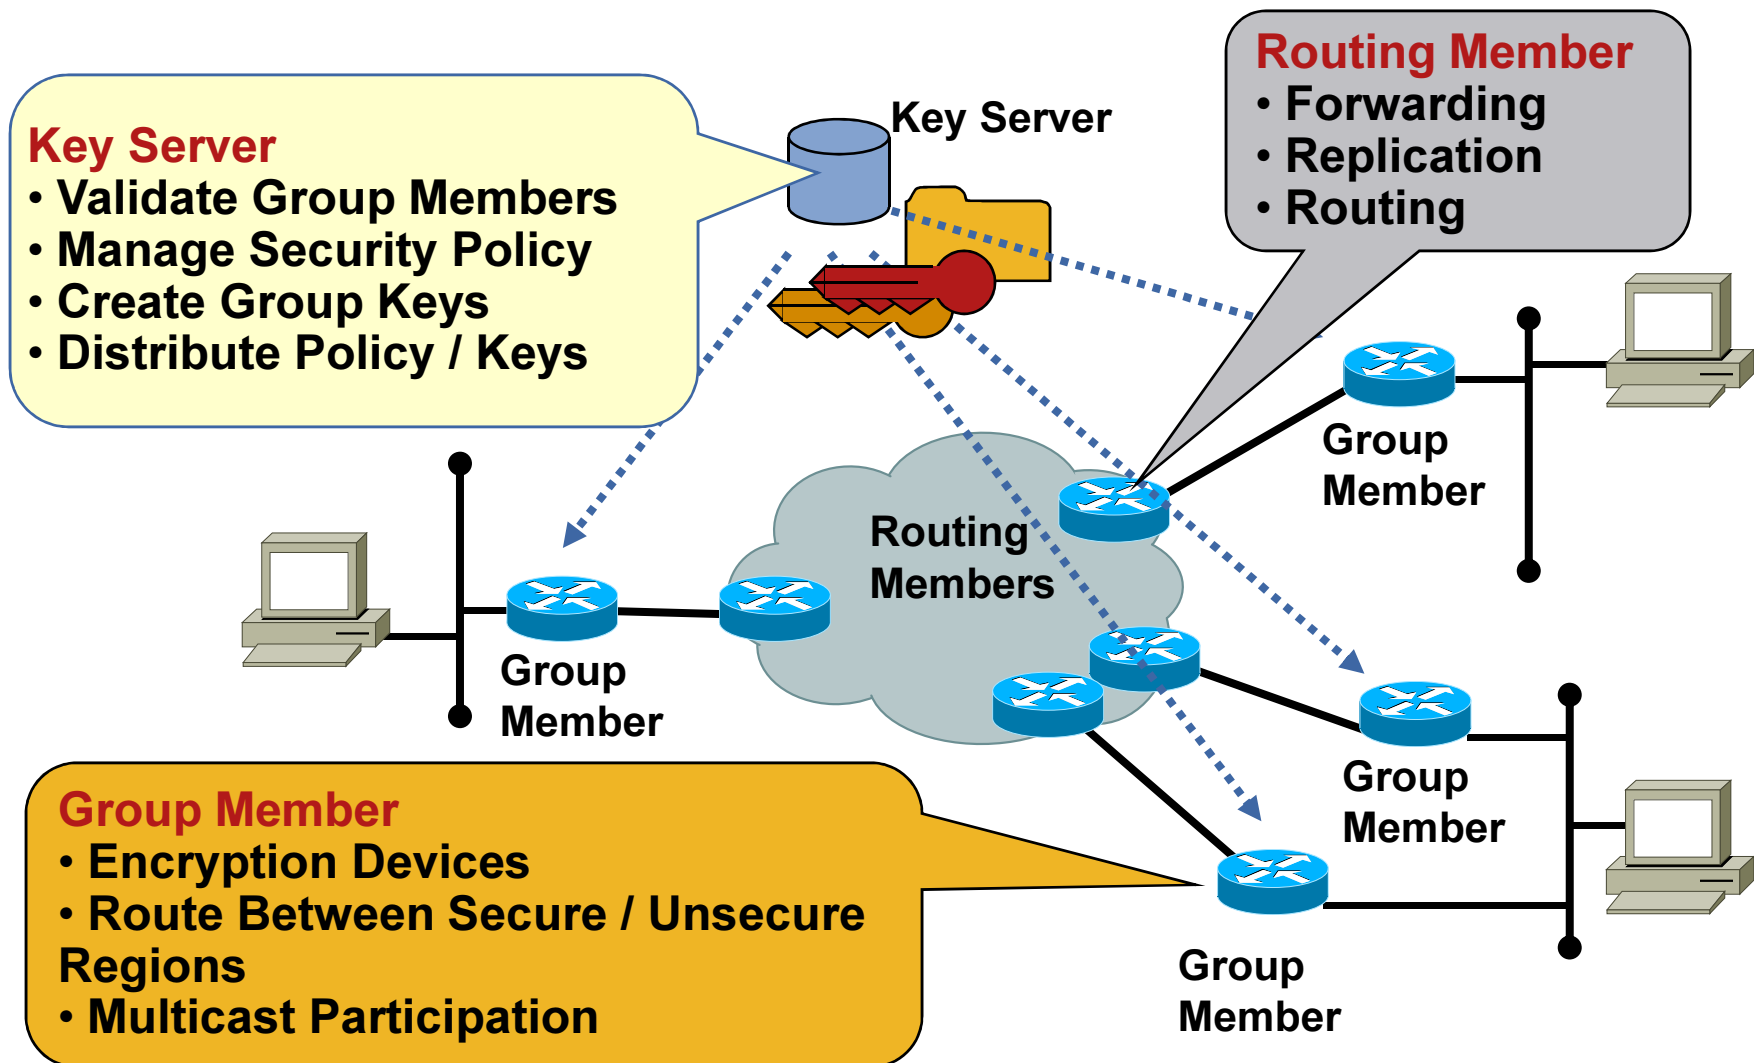 Key Server
• Validate Group Members
• Manage Security Policy
• Create Group Keys
• Distribute Policy / Keys
Key Server
Routing Member
• Forwarding
• Replication
• Routing
Group
Member
Routing
Members
Group
Member
Group
Member
Group Member
• Encryption Devices
• Route Between Secure / Unsecure
Regions
• Multicast Participation
Group
Member